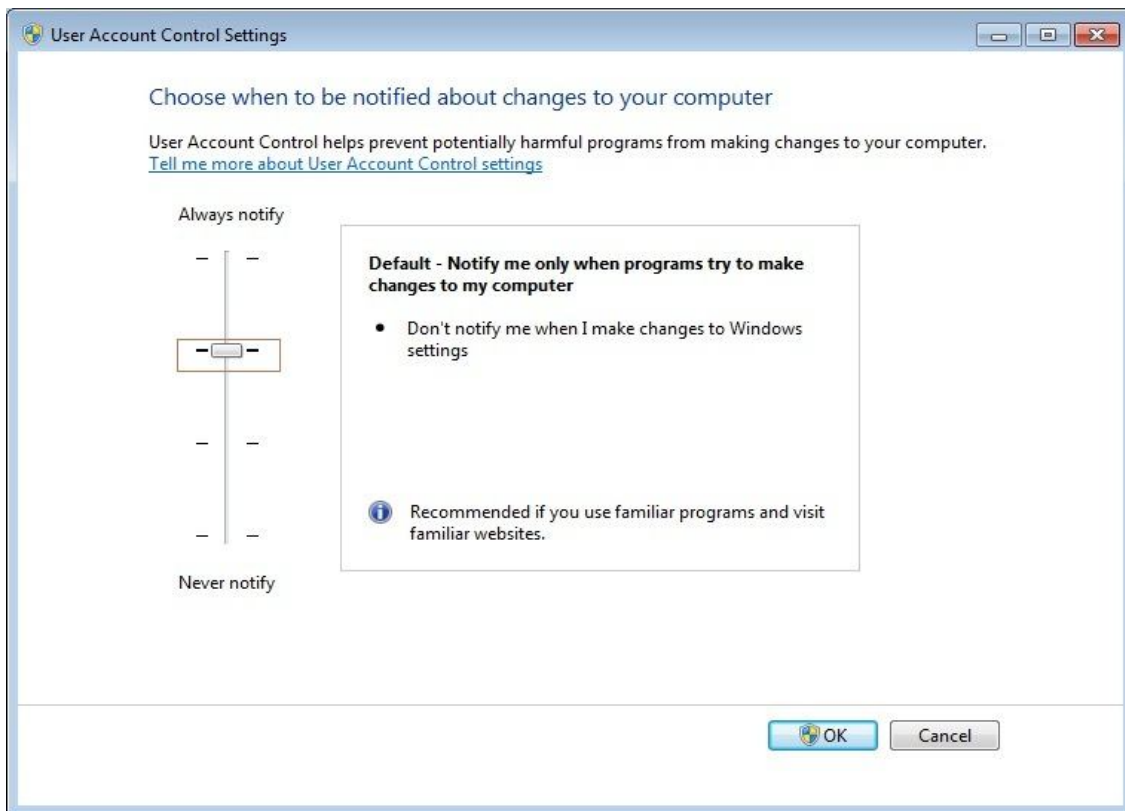 User Account Control Settings
Choose when to be notified about changes to your computer
User Account Control helps prevent potentially harmful programs from making changes to your computer.
Tell me more about User Account Control settings
Always notify
Default - Notify me only when programs try to make
changes to my computer
• Don't notify me when I make changes to Windows
settings
Recommended if you use familiar programs and visit
familiar websites.
Never notify
OK
Cancel